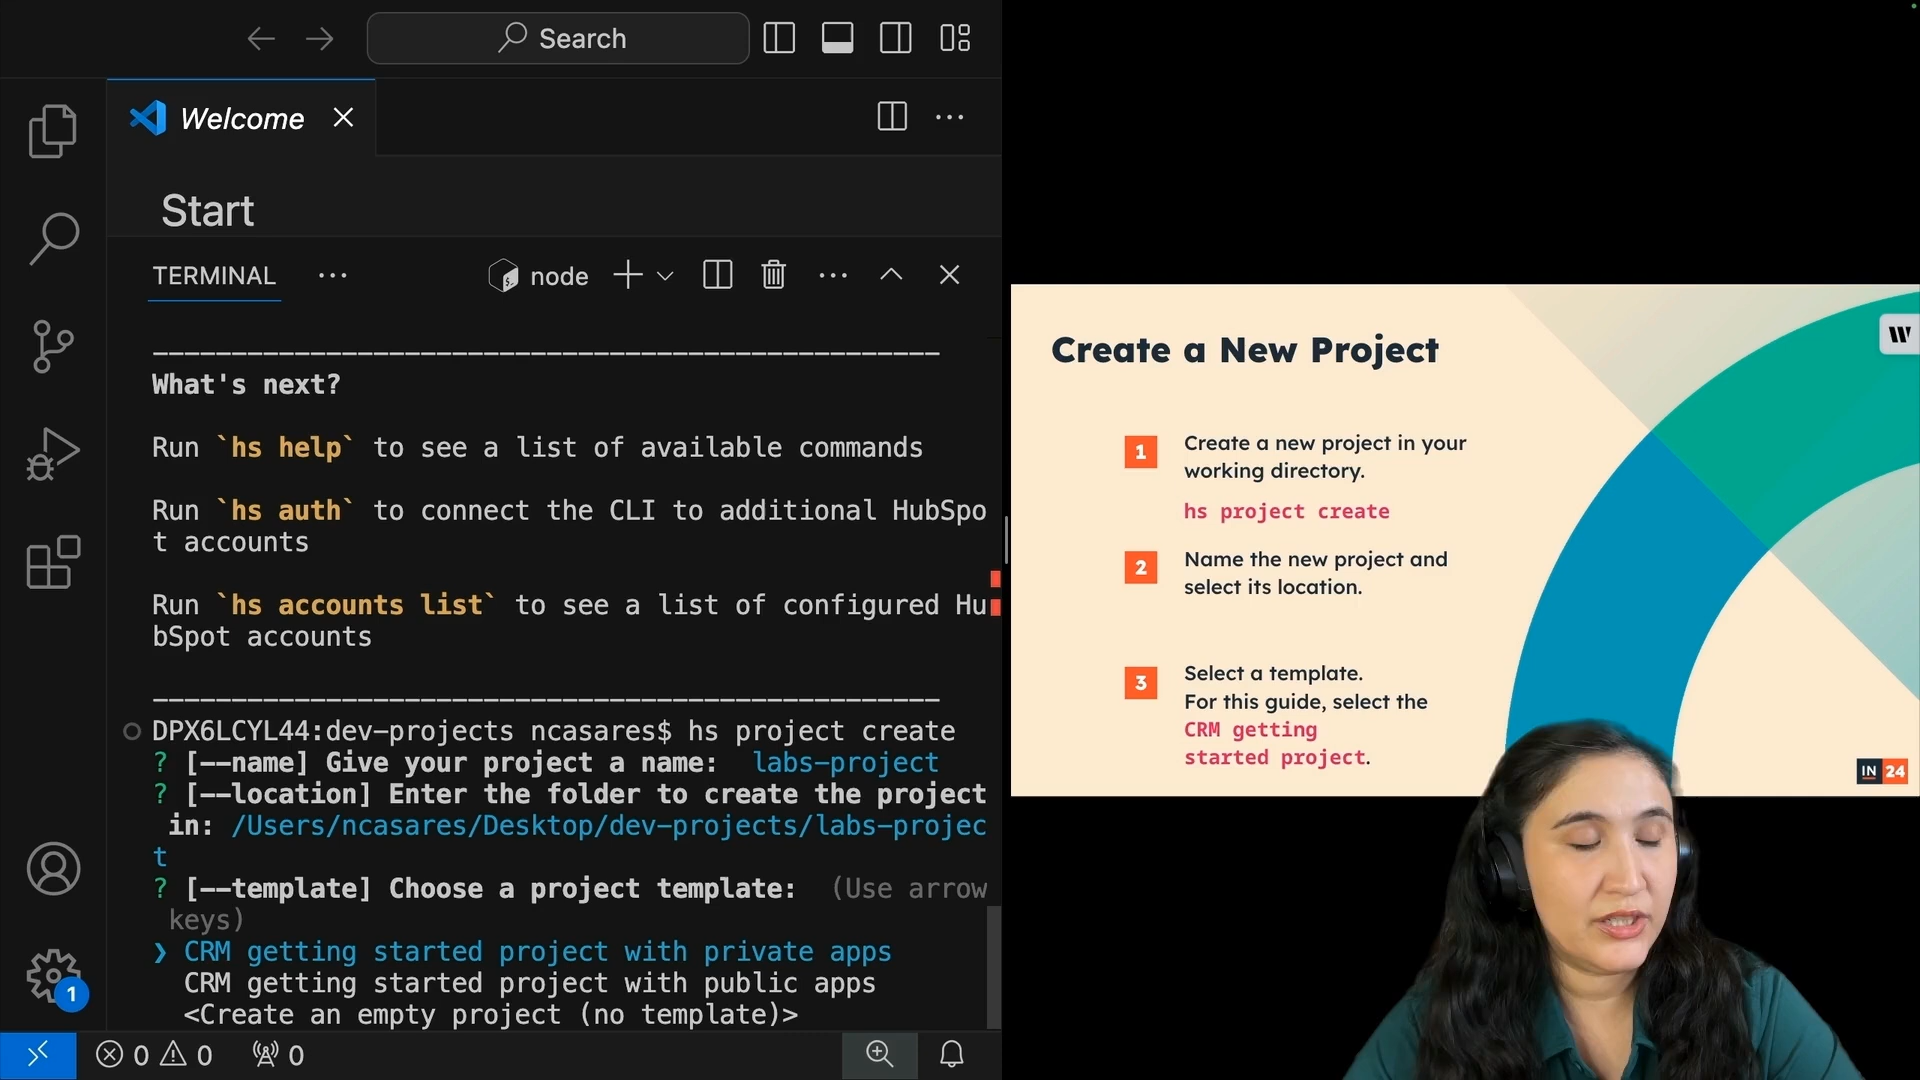 Search
Welcome
Start
TERMINAL
node
What's next?
Run `hs help` to see a list of available commands
Run `hs auth` to connect the CLI to additional HubSpo
t accounts
Run `hs accounts list` to see a list of configured Hu
bSpot accounts
DPX6LCYL44:dev-projects ncasares$ hs project create
? [--name] Give your project a name: labs-project
? [--location] Enter the folder to create the project
in: /Users/ncasares/Desktop/dev-projects/labs-projec
t
? [--template] Choose a project template: (Use arrow
keys)
❯ CRM getting started project with private apps
CRM getting started project with public apps
<Create an empty project (no template)>
1
0 0 0
Create a New Project
W
1
Create a new project in your
working directory.
hs project create
2
Name the new project and
select its location.
3
Select a template.
For this guide, select the
CRM getting
started project.
IN 24